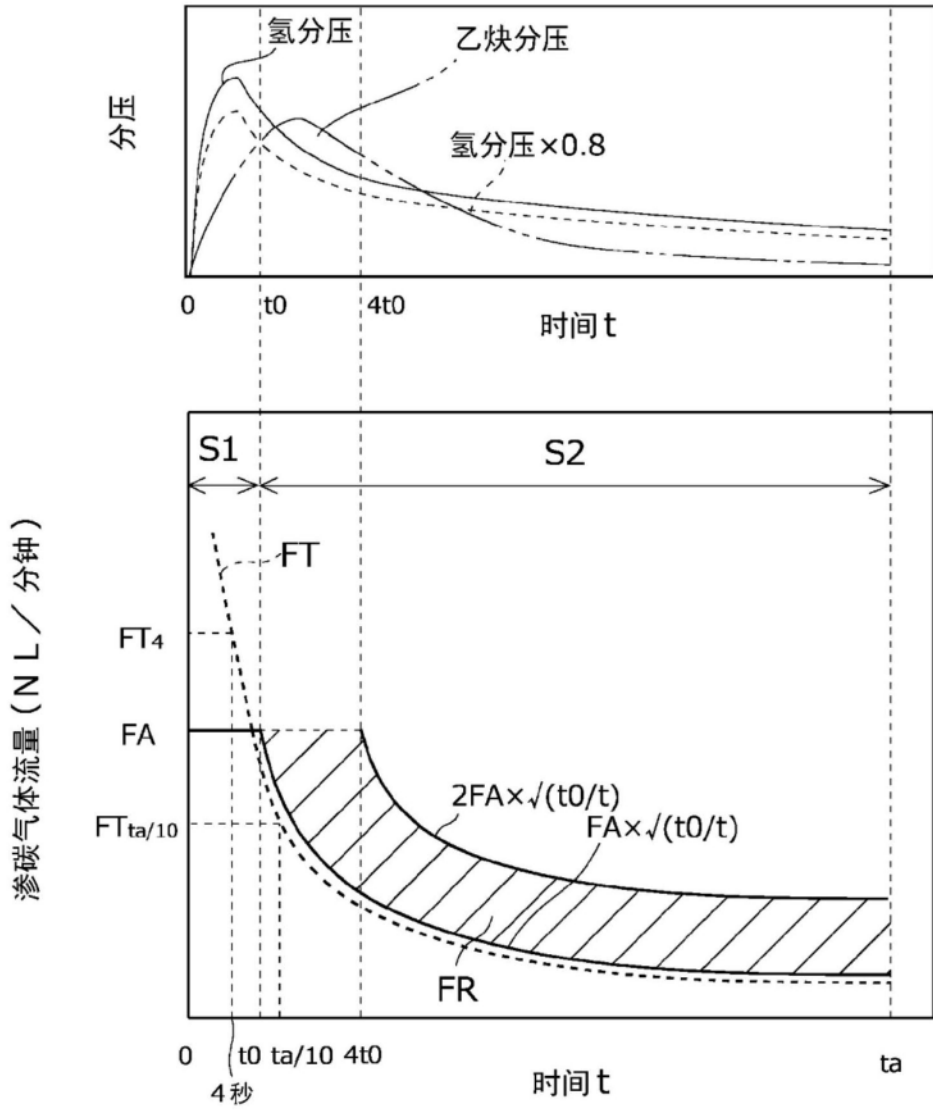 氢分压
乙炔分压
氢分压×0.8
分压
0
t0
4t0
时间 t
S1
S2
FT
FT4
FA
FTta/10
2FA×√(t0/t)
FA×√(t0/t)
FR
渗碳气体流量(NL/分钟)
0
t0
ta/10
4t0
ta
4秒
时间 t